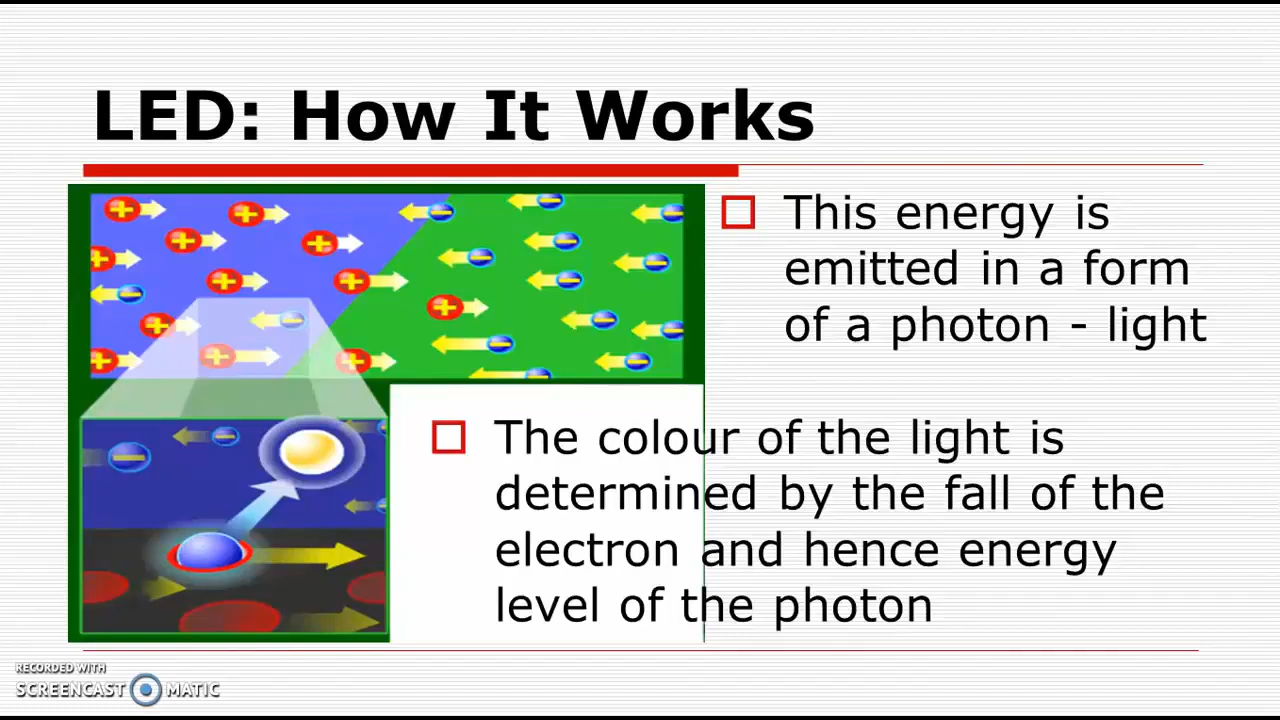 LED: How It Works
This energy is
emitted in a form
of a photon - light
The colour of the light is
determined by the fall of the
electron and hence energy
level of the photon
RECORDED WITH
SCREENCAST MATIC